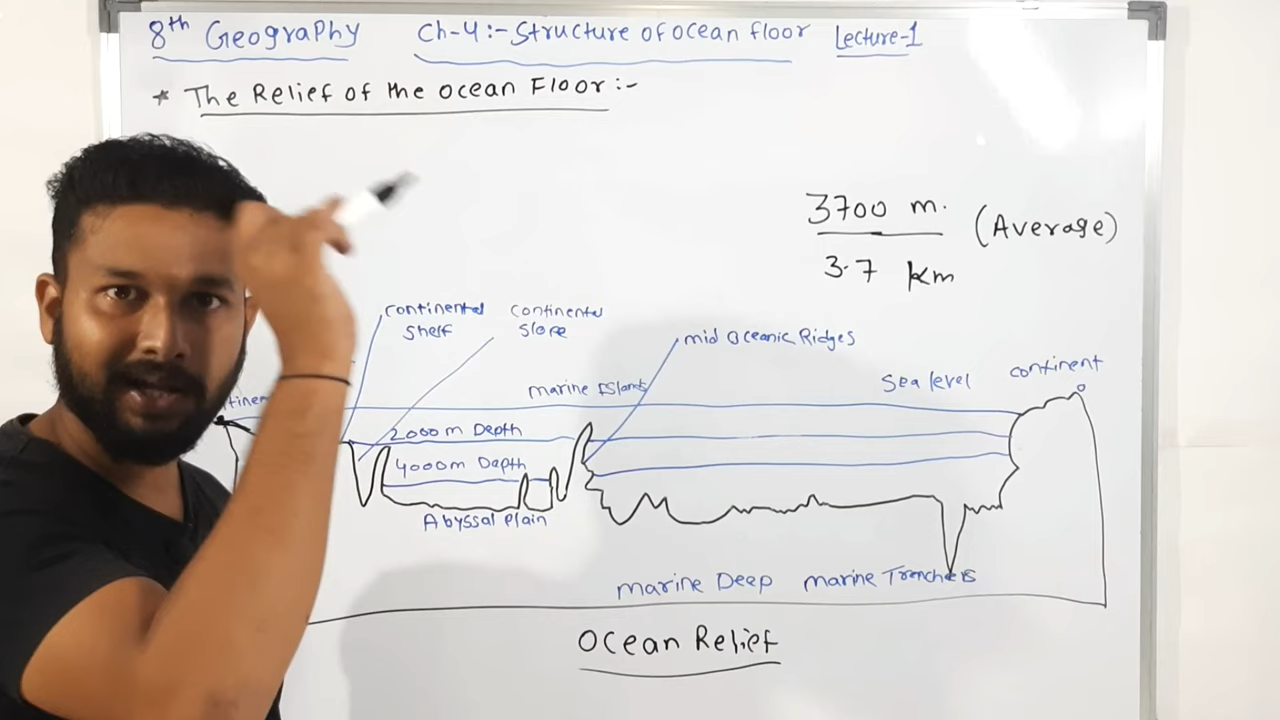 8th Geography Ch-4:- Structure of ocean floor Lecture-1
* The Relief of the ocean Floor:-
3700 m. (Average)
3.7 km
continental shelf
continental slope
mid Oceanic Ridges
marine Islands
sea level
continent
2000m Depth
4000m Depth
Abyssal Plain
marine Deep marine Trenches
Ocean Relief